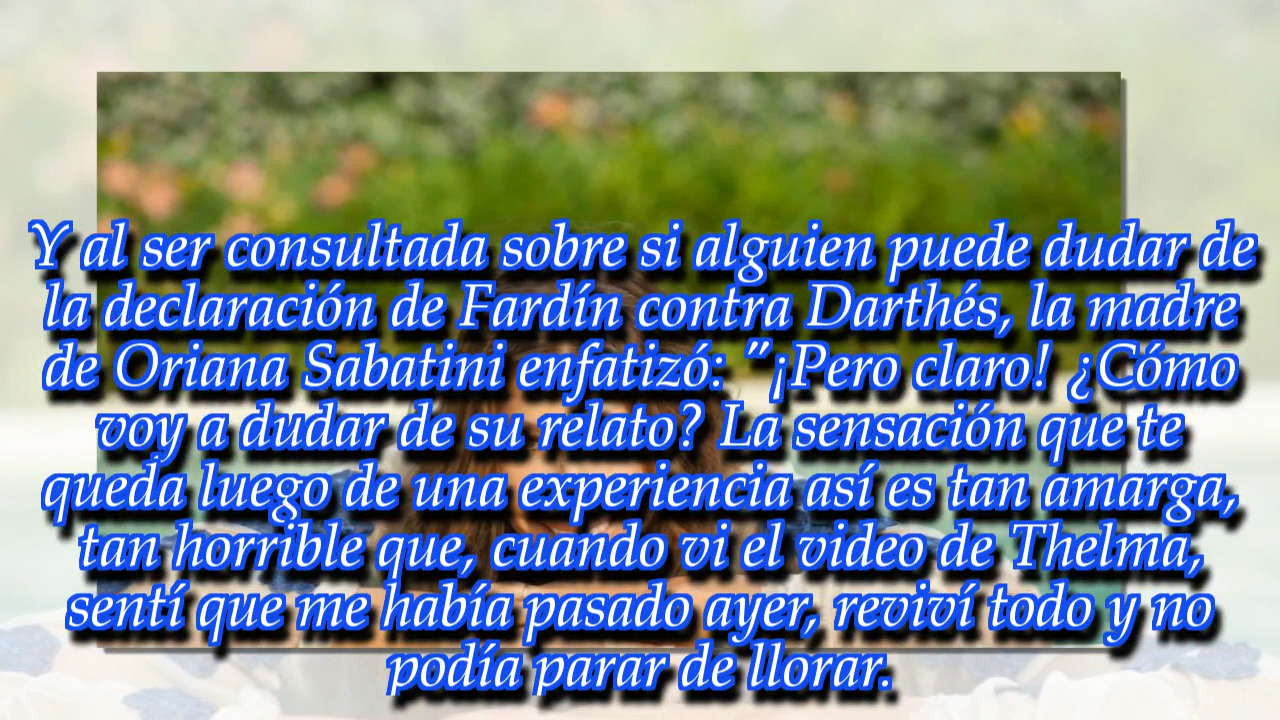 Y al ser consultada sobre si alguien puede dudar de
la declaración de Fardín contra Darthés, la madre
de Oriana Sabatini enfatizó: "¡Pero claro! ¿Cómo
voy a dudar de su relato? La sensación que te
queda luego de una experiencia así es tan amarga,
tan horrible que, cuando vi el video de Thelma,
sentí que me había pasado ayer, reviví todo y no
podía parar de llorar.